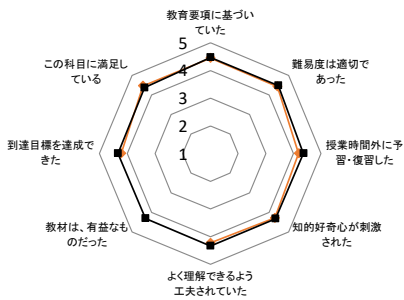 教育要項に基づい
ていた
難易度は適切で
あった
授業時間外に予
習・復習した
知的好奇心が刺激
された
よく理解できるよう
工夫されていた
教材は、有益なも
のだった
到達目標を達成で
きた
この科目に満足し
ている
5
4
3
2
1